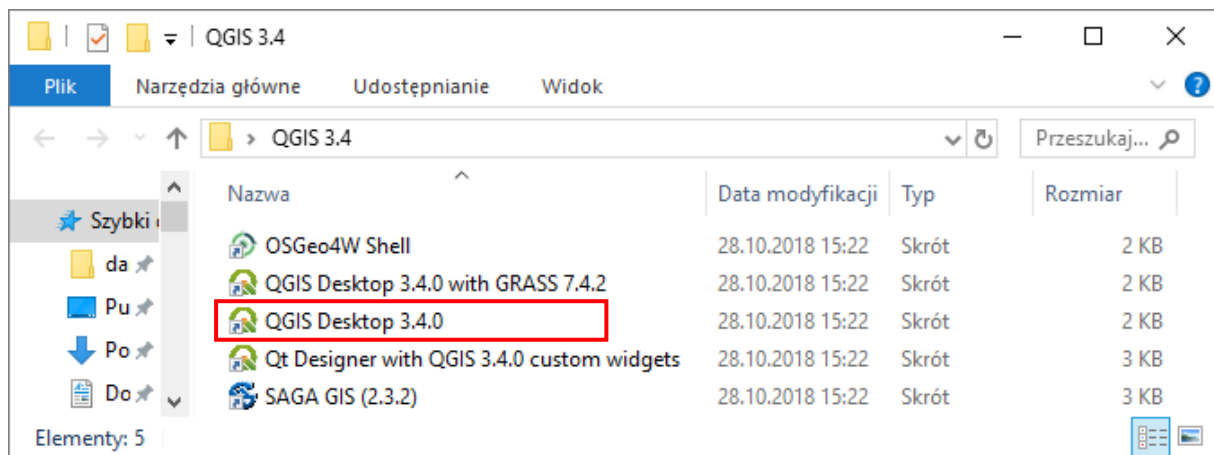 QGIS 3.4
Plik Narzędzia główne Udostępnianie Widok
QGIS 3.4 Przeszukaj...
Nazwa Data modyfikacji Typ Rozmiar
Szybki
OSGeo4W Shell 28.10.2018 15:22 Skrót 2 KB
da
QGIS Desktop 3.4.0 with GRASS 7.4.2 28.10.2018 15:22 Skrót 2 KB
Pu
QGIS Desktop 3.4.0 28.10.2018 15:22 Skrót 2 KB
Po
Qt Designer with QGIS 3.4.0 custom widgets 28.10.2018 15:22 Skrót 3 KB
Do
SAGA GIS (2.3.2) 28.10.2018 15:22 Skrót 3 KB
Elementy: 5